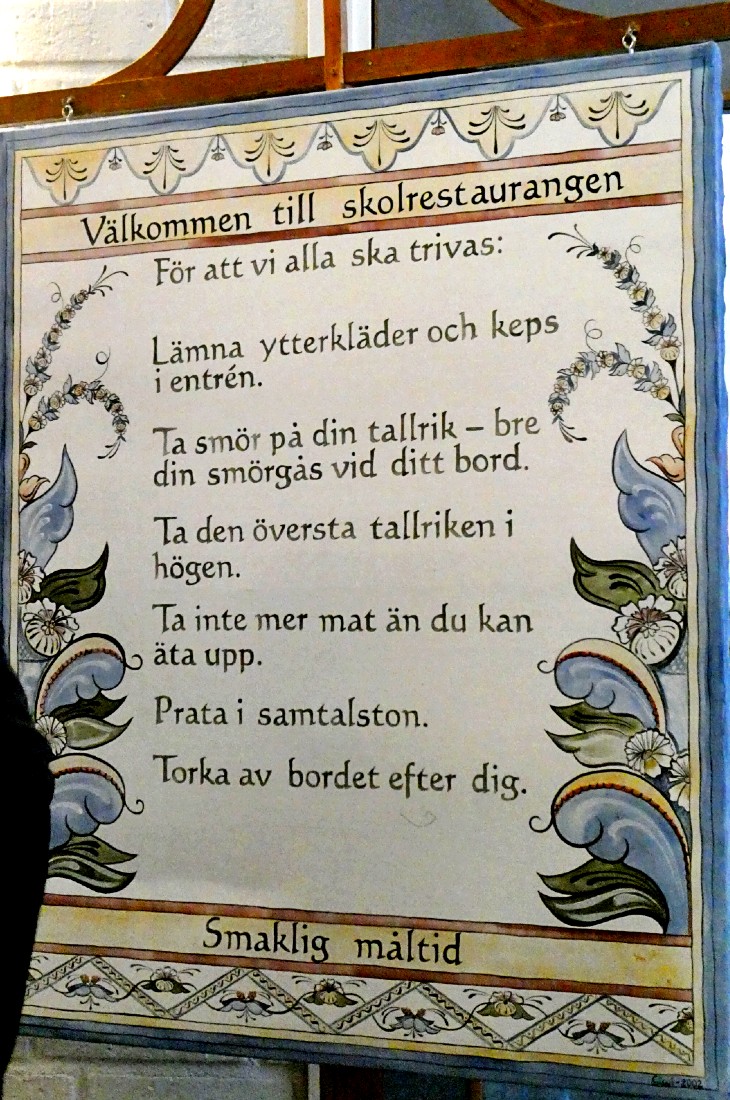 Välkommen till skolrestaurangen
För att vi alla ska trivas:
Lämna ytterkläder och keps
i entrén.
Ta smör på din tallrik – bre
din smörgås vid ditt bord.
Ta den översta tallriken i
högen.
Ta inte mer mat än du kan
äta upp.
Prata i samtalston.
Torka av bordet efter dig.
Smaklig måltid
-2002